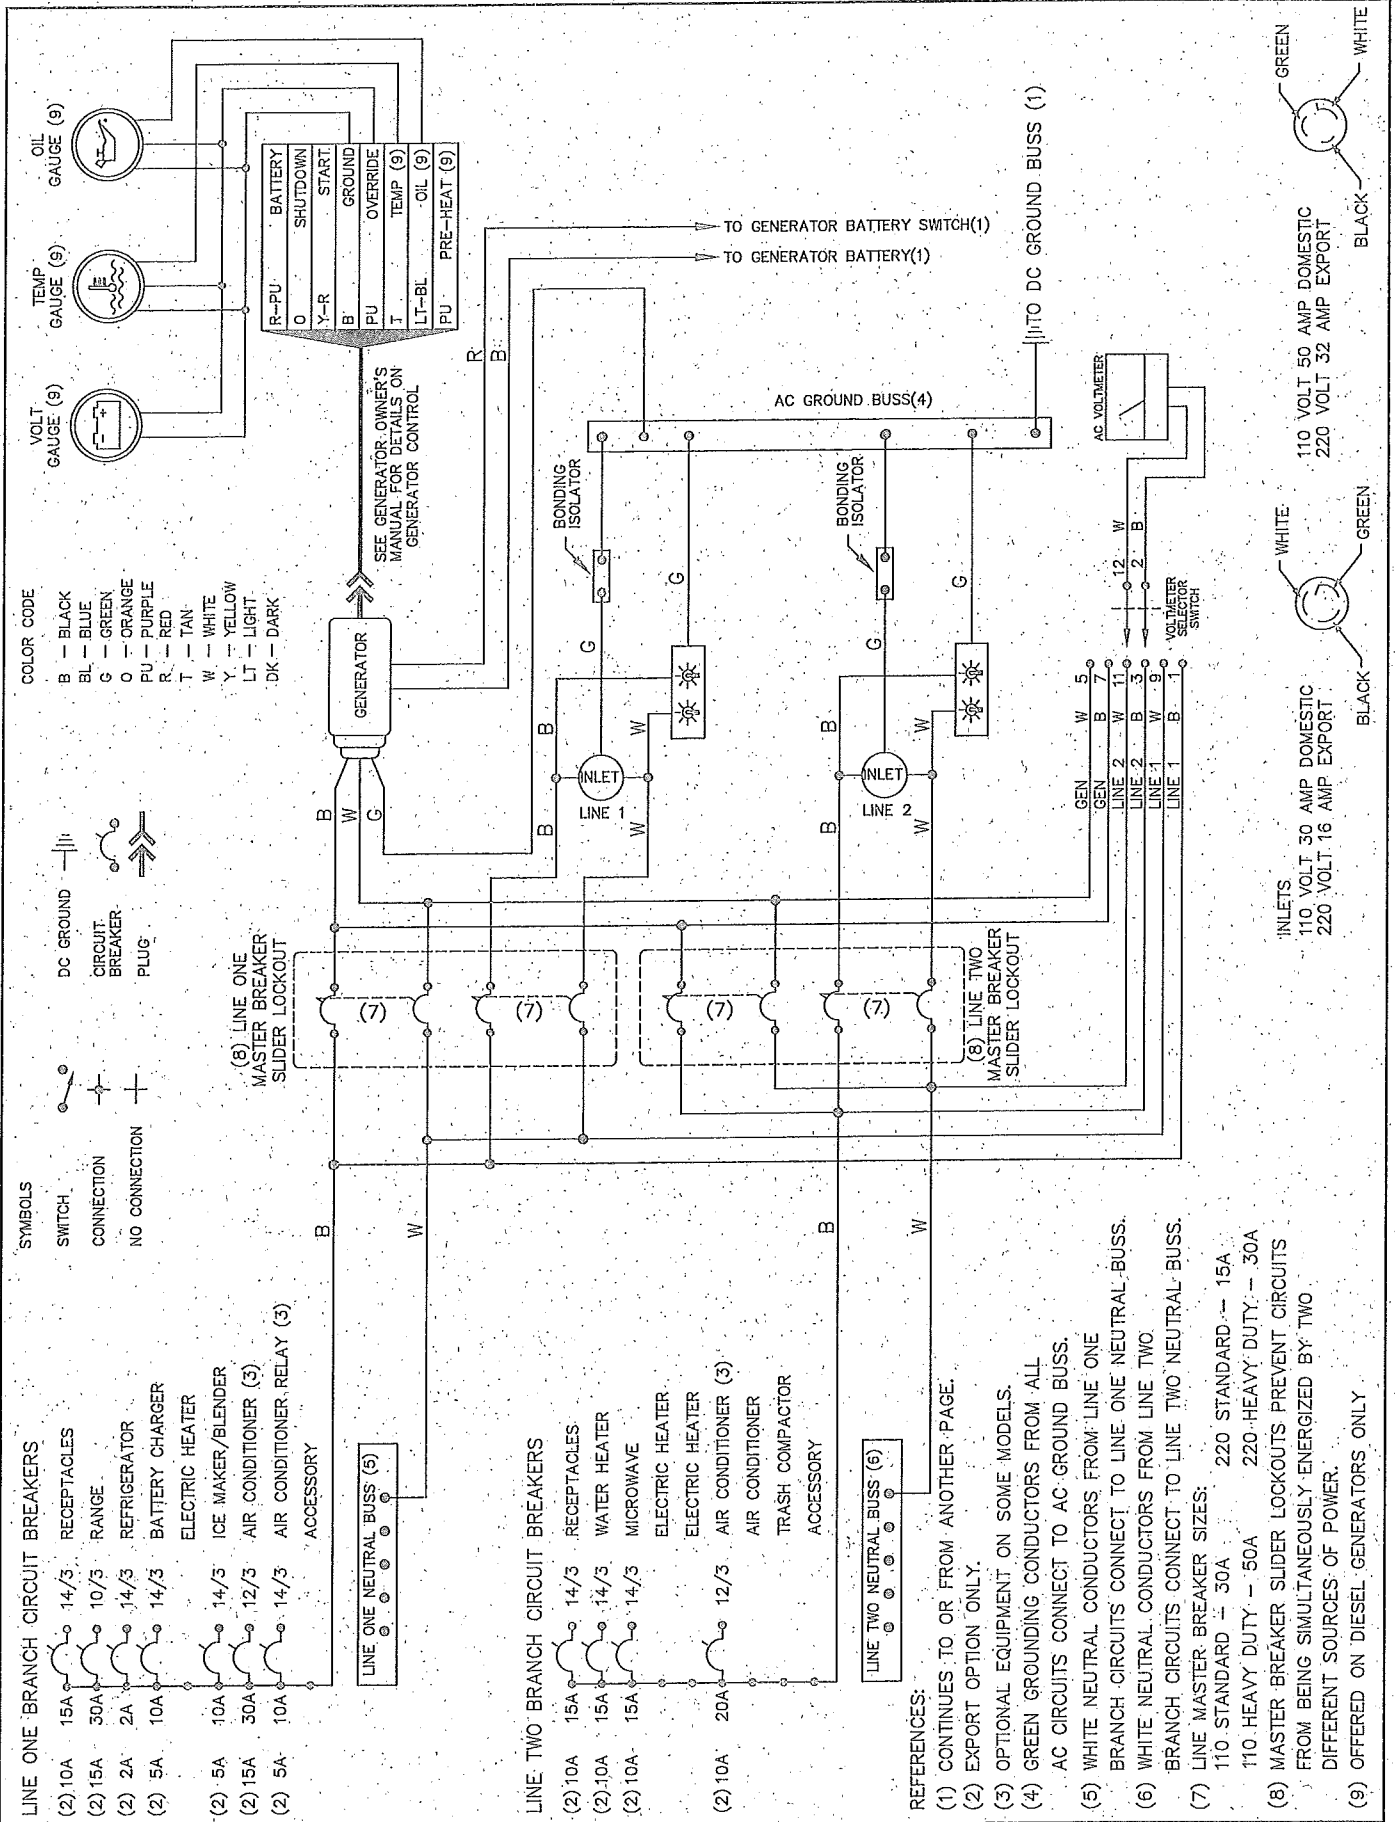 LINE ONE BRANCH CIRCUIT BREAKERS
(2) 10A 15A 14/3 RECEPTACLES
(2) 15A 30A 10/3 RANGE
(2) 2A 2A 14/3 REFRIGERATOR
(2) 5A 10A 14/3 BATTERY CHARGER
ELECTRIC HEATER
(2) 5A 10A 14/3 ICE MAKER/BLENDER
(2) 15A 30A 12/3 AIR CONDITIONER (3)
(2) 5A 10A 14/3 AIR CONDITIONER RELAY (3)
ACCESSORY
LINE ONE NEUTRAL BUSS (5)
LINE TWO BRANCH CIRCUIT BREAKERS
(2) 10A 15A 14/3 RECEPTACLES
(2) 10A 15A 14/3 WATER HEATER
(2) 10A 15A 14/3 MICROWAVE
ELECTRIC HEATER
ELECTRIC HEATER
(2) 10A 20A 12/3 AIR CONDITIONER (3)
AIR CONDITIONER
TRASH COMPACTOR
ACCESSORY
LINE TWO NEUTRAL BUSS (6)
REFERENCES:
(1) CONTINUES TO OR FROM ANOTHER PAGE.
(2) EXPORT OPTION ONLY.
(3) OPTIONAL EQUIPMENT ON SOME MODELS.
(4) GREEN GROUNDING CONDUCTORS FROM ALL
AC CIRCUITS CONNECT TO AC GROUND BUSS.
(5) WHITE NEUTRAL CONDUCTORS FROM LINE ONE
BRANCH CIRCUITS CONNECT TO LINE ONE NEUTRAL BUSS.
(6) WHITE NEUTRAL CONDUCTORS FROM LINE TWO
BRANCH CIRCUITS CONNECT TO LINE TWO NEUTRAL BUSS.
(7) LINE MASTER BREAKER SIZES:
110 STANDARD - 30A 220 STANDARD - 15A
110 HEAVY DUTY - 50A 220 HEAVY DUTY - 30A
(8) MASTER BREAKER SLIDER LOCKOUTS PREVENT CIRCUITS
FROM BEING SIMULTANEOUSLY ENERGIZED BY TWO
DIFFERENT SOURCES OF POWER.
(9) OFFERED ON DIESEL GENERATORS ONLY
SYMBOLS
SWITCH
CONNECTION
NO CONNECTION
DC GROUND
CIRCUIT
BREAKER
PLUG
COLOR CODE
B - BLACK
BL - BLUE
G - GREEN
O - ORANGE
PU - PURPLE
R - RED
T - TAN
W - WHITE
Y - YELLOW
LT - LIGHT
DK - DARK
B
W
B
W
(8) LINE ONE
MASTER BREAKER
SLIDER LOCKOUT
(7)
(7)
(7)
(7)
(8) LINE TWO
MASTER BREAKER
SLIDER LOCKOUT
B
W
G
GENERATOR
SEE GENERATOR OWNER'S
MANUAL FOR DETAILS ON
GENERATOR CONTROL
VOLT
GAUGE (9)
TEMP
GAUGE (9)
OIL
GAUGE (9)
R-PU BATTERY
O SHUTDOWN
Y-R START
B GROUND
PU OVERRIDE
T TEMP (9)
LT-BL OIL (9)
PU PRE-HEAT (9)
R
B
TO GENERATOR BATTERY SWITCH(1)
TO GENERATOR BATTERY(1)
B
B
INLET
LINE 1
W
W
G
G
BONDING
ISOLATOR
AC GROUND BUSS(4)
TO DC GROUND BUSS (1)
B
B
INLET
LINE 2
W
W
G
G
BONDING
ISOLATOR
GEN W 5
GEN B 7
LINE 2 W 11
LINE 2 B 3
LINE 1 W 9
LINE 1 B 1
12 W
2 B
VOLTMETER
SELECTOR
SWITCH
AC VOLTMETER
INLETS
110 VOLT 30 AMP DOMESTIC
220 VOLT 16 AMP EXPORT
WHITE
BLACK
GREEN
110 VOLT 50 AMP DOMESTIC
220 VOLT 32 AMP EXPORT
GREEN
BLACK
WHITE